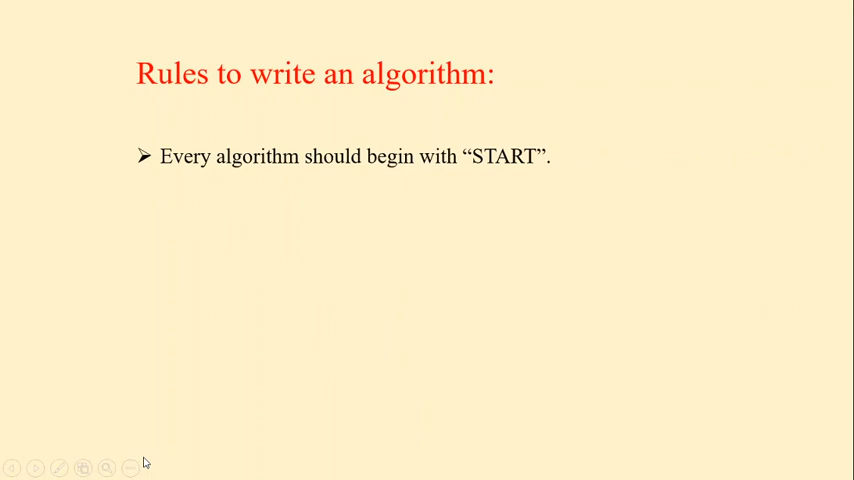 Rules to write an algorithm:
➢ Every algorithm should begin with “START”.